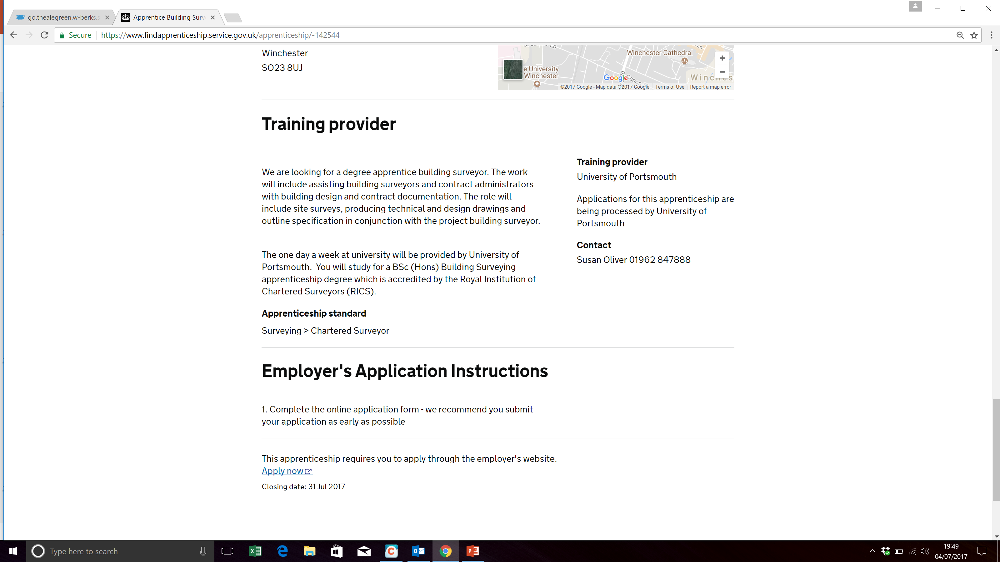 go.thealegreen.w-berks.s
Apprentice Building Surv
Secure
https://www.findapprenticeship.service.gov.uk/apprenticeship/-142544
Winchester
SO23 8UJ
Winchester Cathedral
e University
Winchester
Google
©2017 Google - Map data ©2017 Google Terms of Use Report a map error
Training provider
We are looking for a degree apprentice building surveyor. The work
will include assisting building surveyors and contract administrators
with building design and contract documentation. The role will
include site surveys, producing technical and design drawings and
outline specification in conjunction with the project building surveyor.
The one day a week at university will be provided by University of
Portsmouth. You will study for a BSc (Hons) Building Surveying
apprenticeship degree which is accredited by the Royal Institution of
Chartered Surveyors (RICS).
Apprenticeship standard
Surveying > Chartered Surveyor
Training provider
University of Portsmouth
Applications for this apprenticeship are
being processed by University of
Portsmouth
Contact
Susan Oliver 01962 847888
Employer's Application Instructions
1. Complete the online application form - we recommend you submit
your application as early as possible
This apprenticeship requires you to apply through the employer's website.
Apply now
Closing date: 31 Jul 2017
Type here to search
19:49
04/07/2017